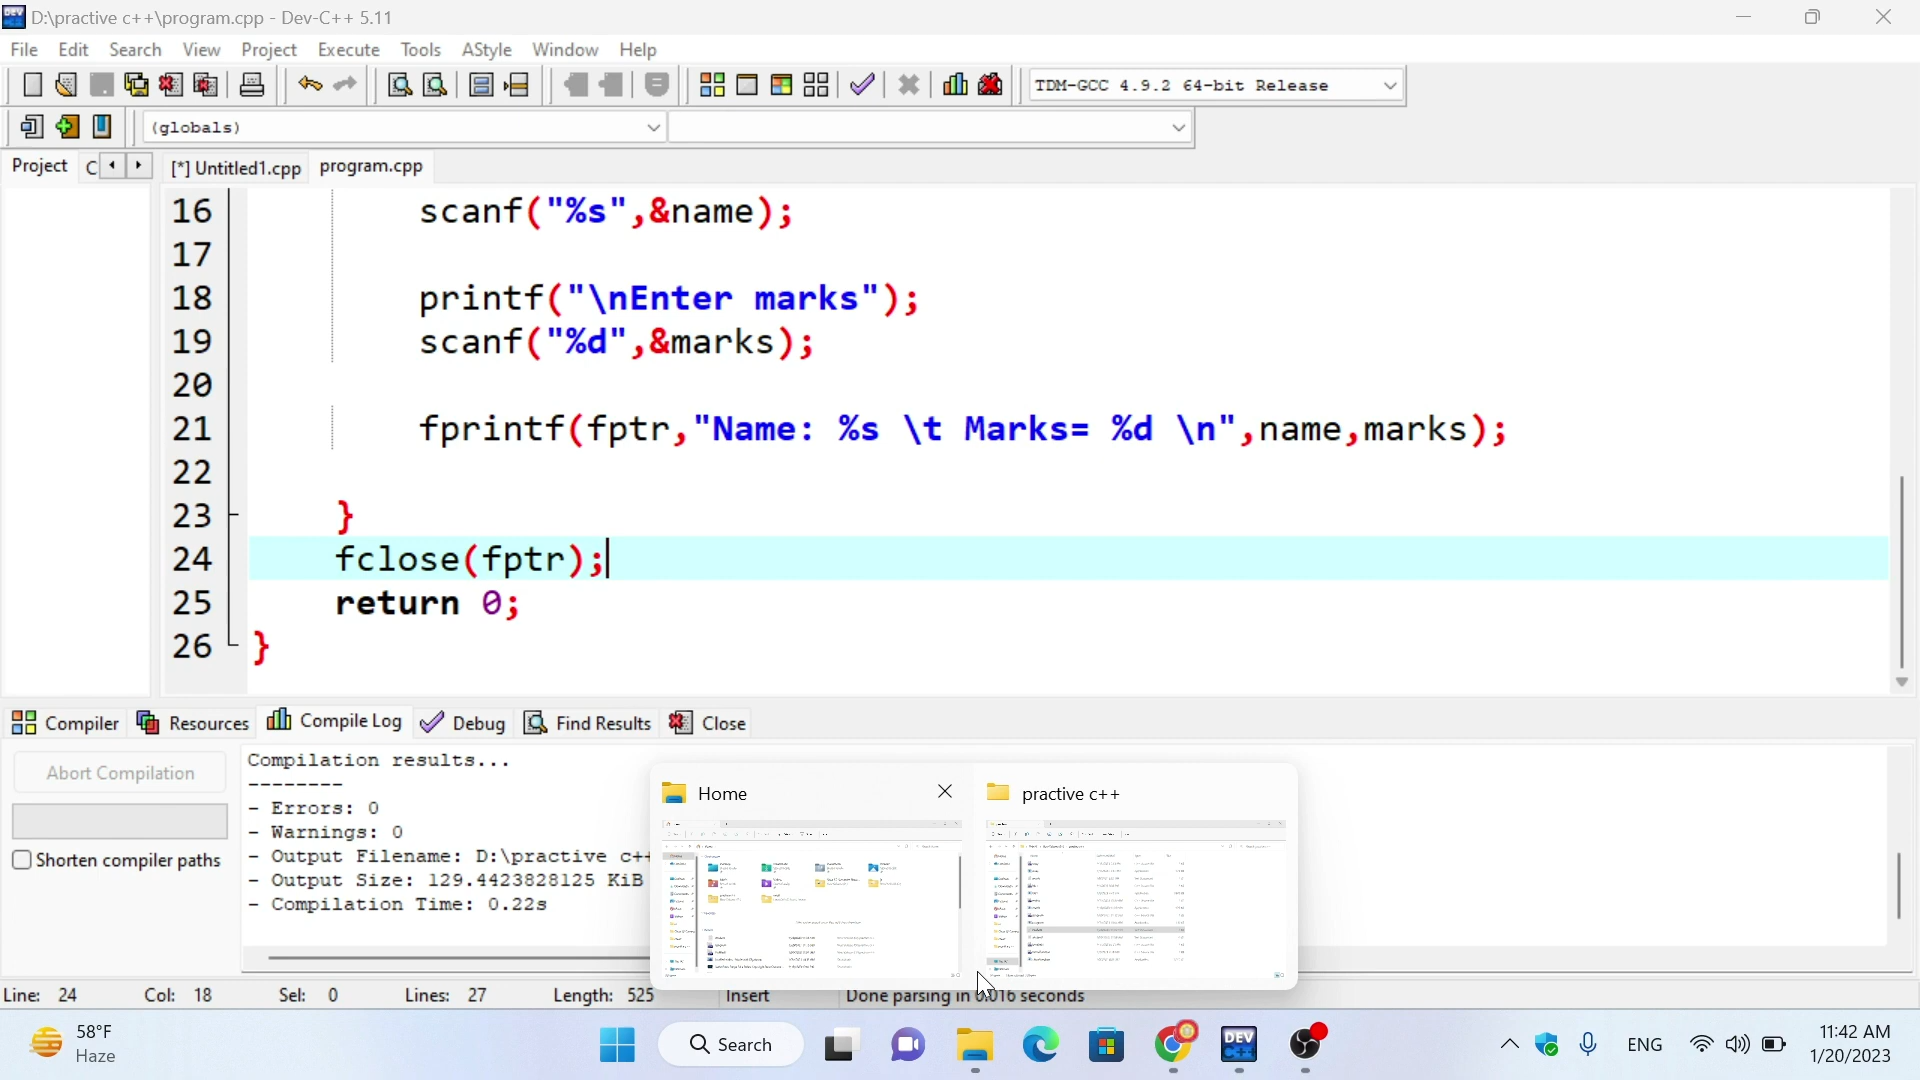 D:\practive c++\program.cpp - Dev-C++ 5.11
File Edit Search View Project Execute Tools AStyle Window Help
TDM-GCC 4.9.2 64-bit Release
(globals)
Project C [*] Untitled1.cpp program.cpp
16 scanf("%s",&name);
17
18 printf("\nEnter marks");
19 scanf("%d",&marks);
20
21 fprintf(fptr,"Name: %s \t Marks= %d \n",name,marks);
22
23 }
24 fclose(fptr);
25 return 0;
26 }
Compiler Resources Compile Log Debug Find Results Close
Abort Compilation
Shorten compiler paths
Compilation results...
--------
- Errors: 0
- Warnings: 0
- Output Filename: D:\practive c++
- Output Size: 129.4423828125 KiB
- Compilation Time: 0.22s
Home
practive c++
Line: 24 Col: 18 Sel: 0 Lines: 27 Length: 525 Insert Done parsing in 0.016 seconds
58°F
Haze
Search
DEV
C++
ENG
11:42 AM
1/20/2023